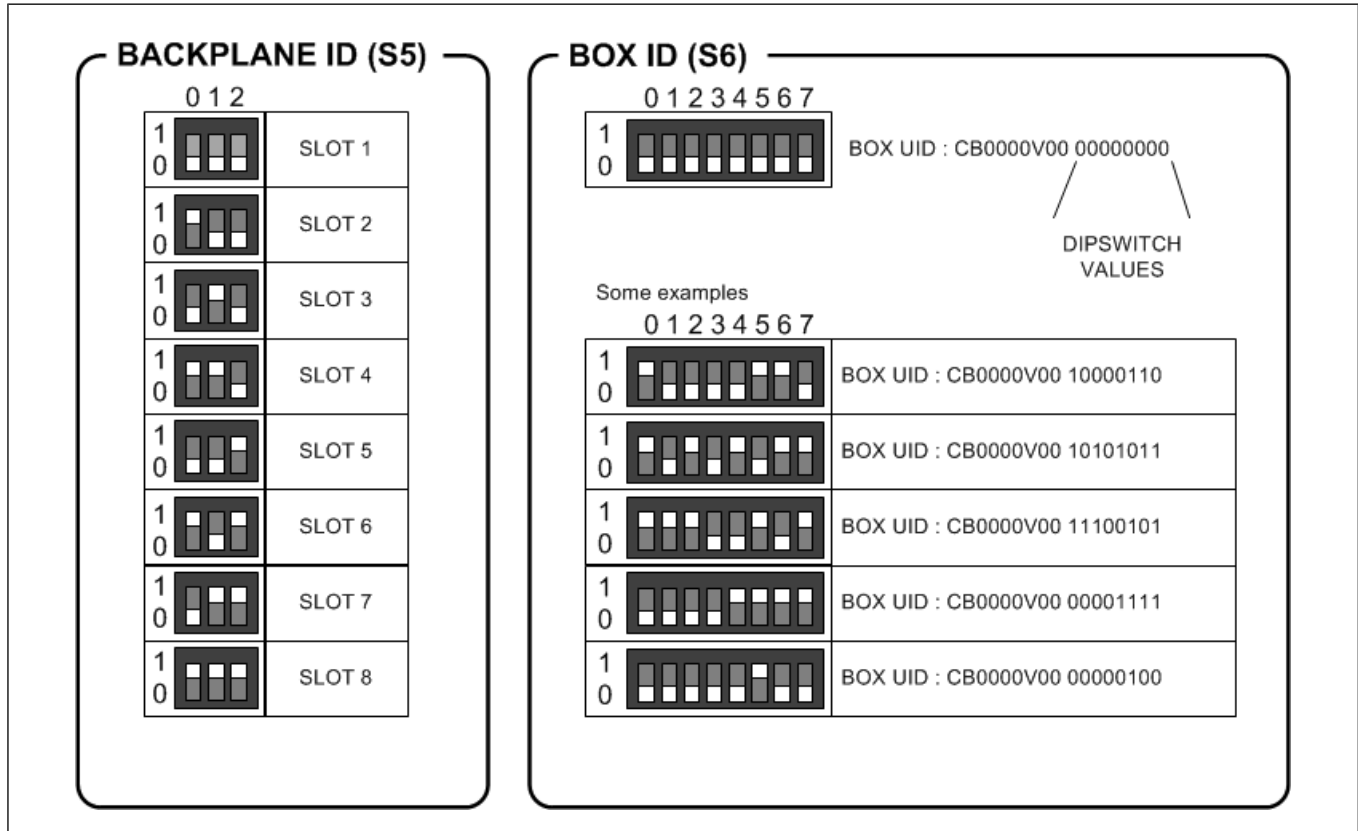 BACKPLANE ID (S5)
0 1 2
1
0
SLOT 1
1
0
SLOT 2
1
0
SLOT 3
1
0
SLOT 4
1
0
SLOT 5
1
0
SLOT 6
1
0
SLOT 7
1
0
SLOT 8
BOX ID (S6)
0 1 2 3 4 5 6 7
1
0
BOX UID : CB0000V00 00000000
DIPSWITCH
VALUES
Some examples
0 1 2 3 4 5 6 7
1
0
BOX UID : CB0000V00 10000110
1
0
BOX UID : CB0000V00 10101011
1
0
BOX UID : CB0000V00 11100101
1
0
BOX UID : CB0000V00 00001111
1
0
BOX UID : CB0000V00 00000100